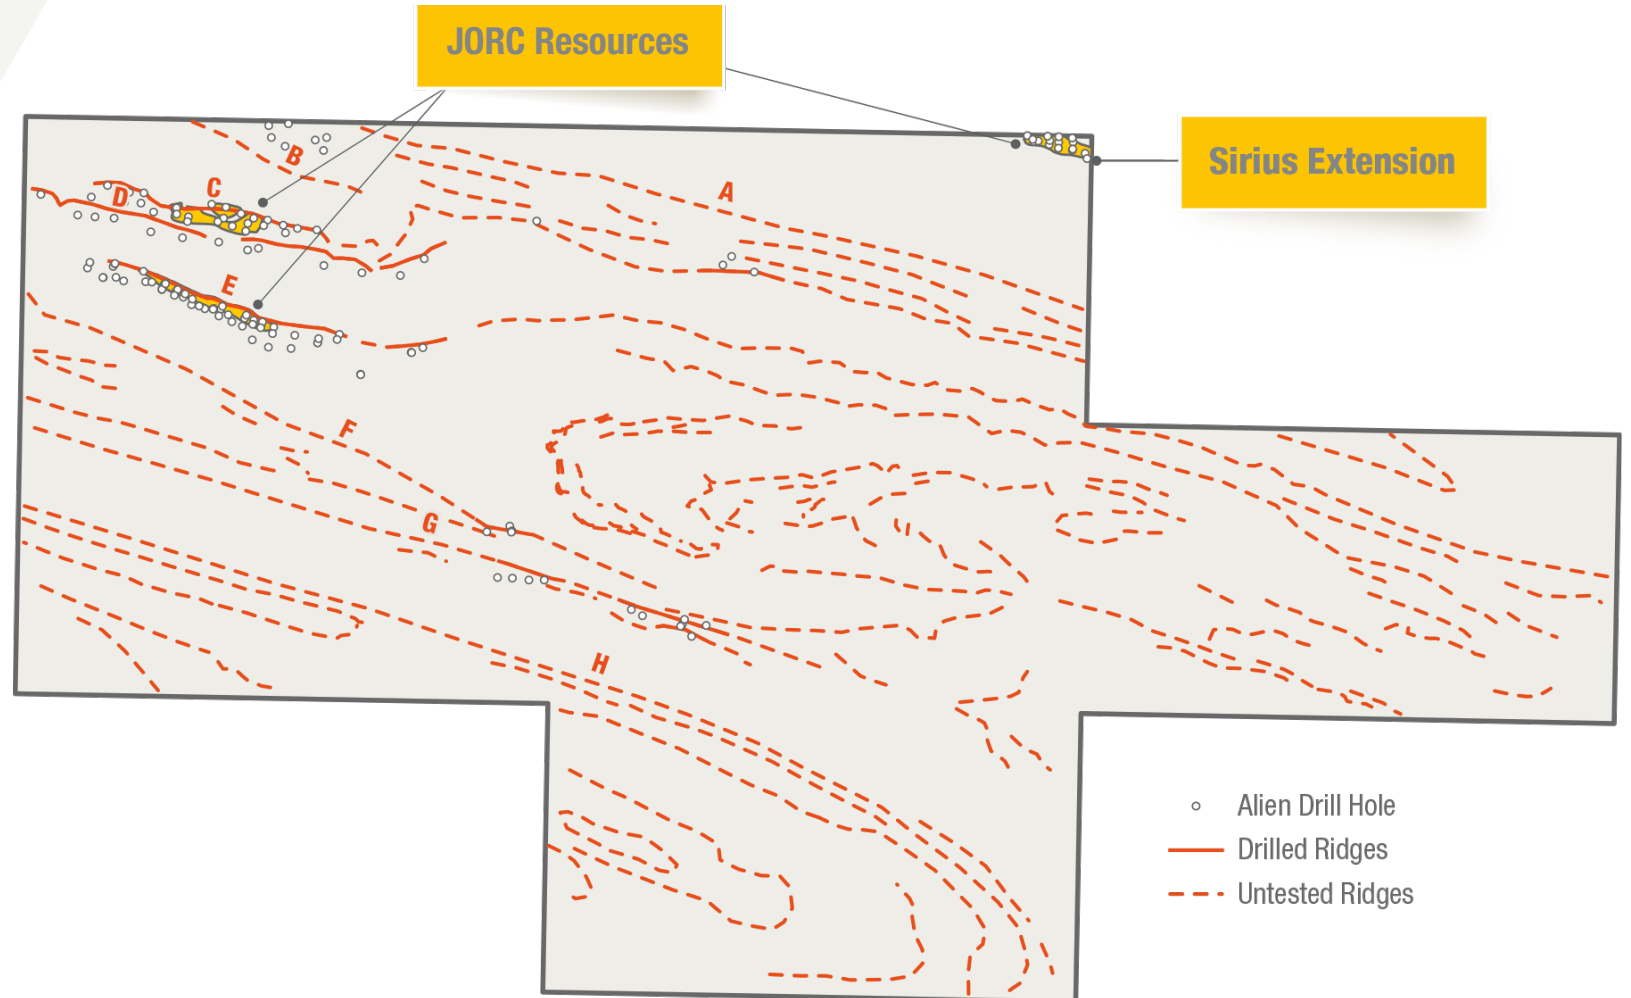 JORC Resources
Sirius Extension
A
B
C
D
E
F
G
H
Alien Drill Hole
Drilled Ridges
Untested Ridges